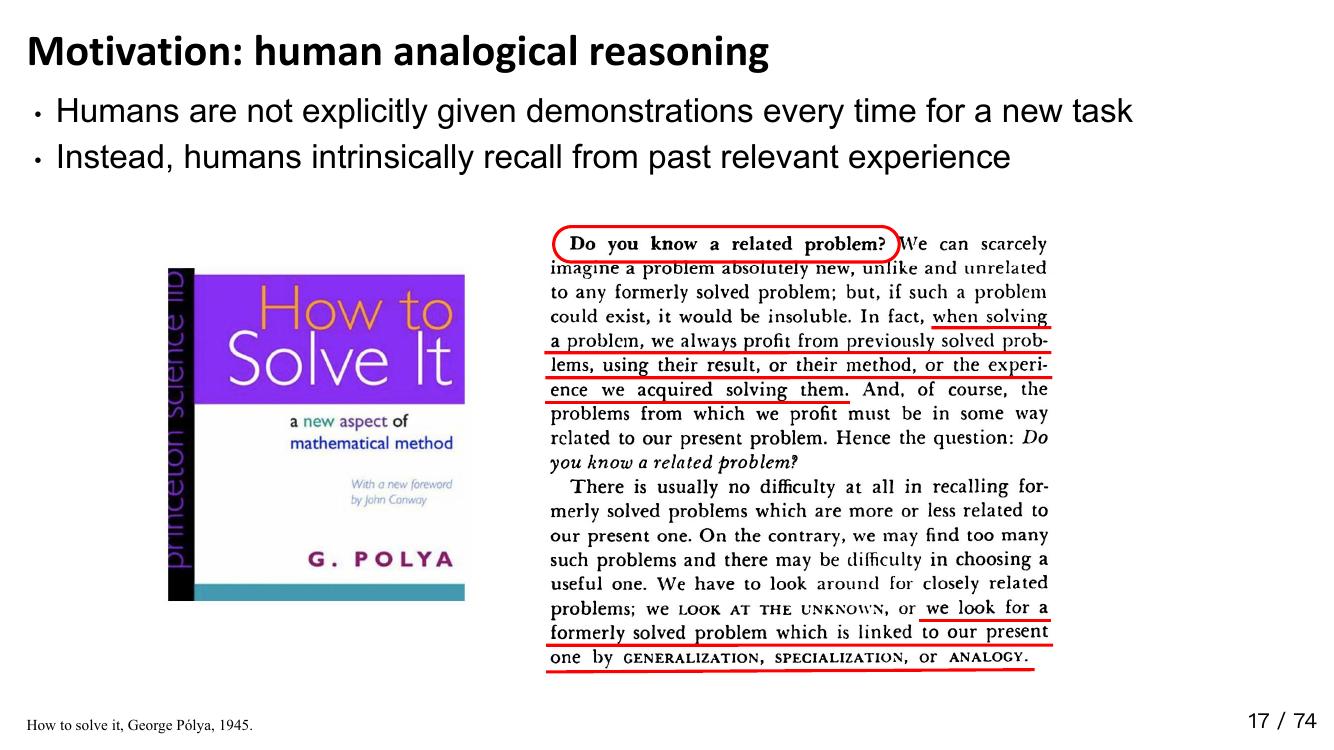 Motivation: human analogical reasoning
• Humans are not explicitly given demonstrations every time for a new task
• Instead, humans intrinsically recall from past relevant experience
princeton science lib
How to
Solve It
a new aspect of
mathematical method
With a new foreword
by John Conway
G. POLYA
Do you know a related problem? We can scarcely
imagine a problem absolutely new, unlike and unrelated
to any formerly solved problem; but, if such a problem
could exist, it would be insoluble. In fact, when solving
a problem, we always profit from previously solved prob-
lems, using their result, or their method, or the experi-
ence we acquired solving them. And, of course, the
problems from which we profit must be in some way
related to our present problem. Hence the question: Do
you know a related problem?
There is usually no difficulty at all in recalling for-
merly solved problems which are more or less related to
our present one. On the contrary, we may find too many
such problems and there may be difficulty in choosing a
useful one. We have to look around for closely related
problems; we LOOK AT THE UNKNOWN, or we look for a
formerly solved problem which is linked to our present
one by GENERALIZATION, SPECIALIZATION, or ANALOGY.
How to solve it, George Pólya, 1945.
17 / 74